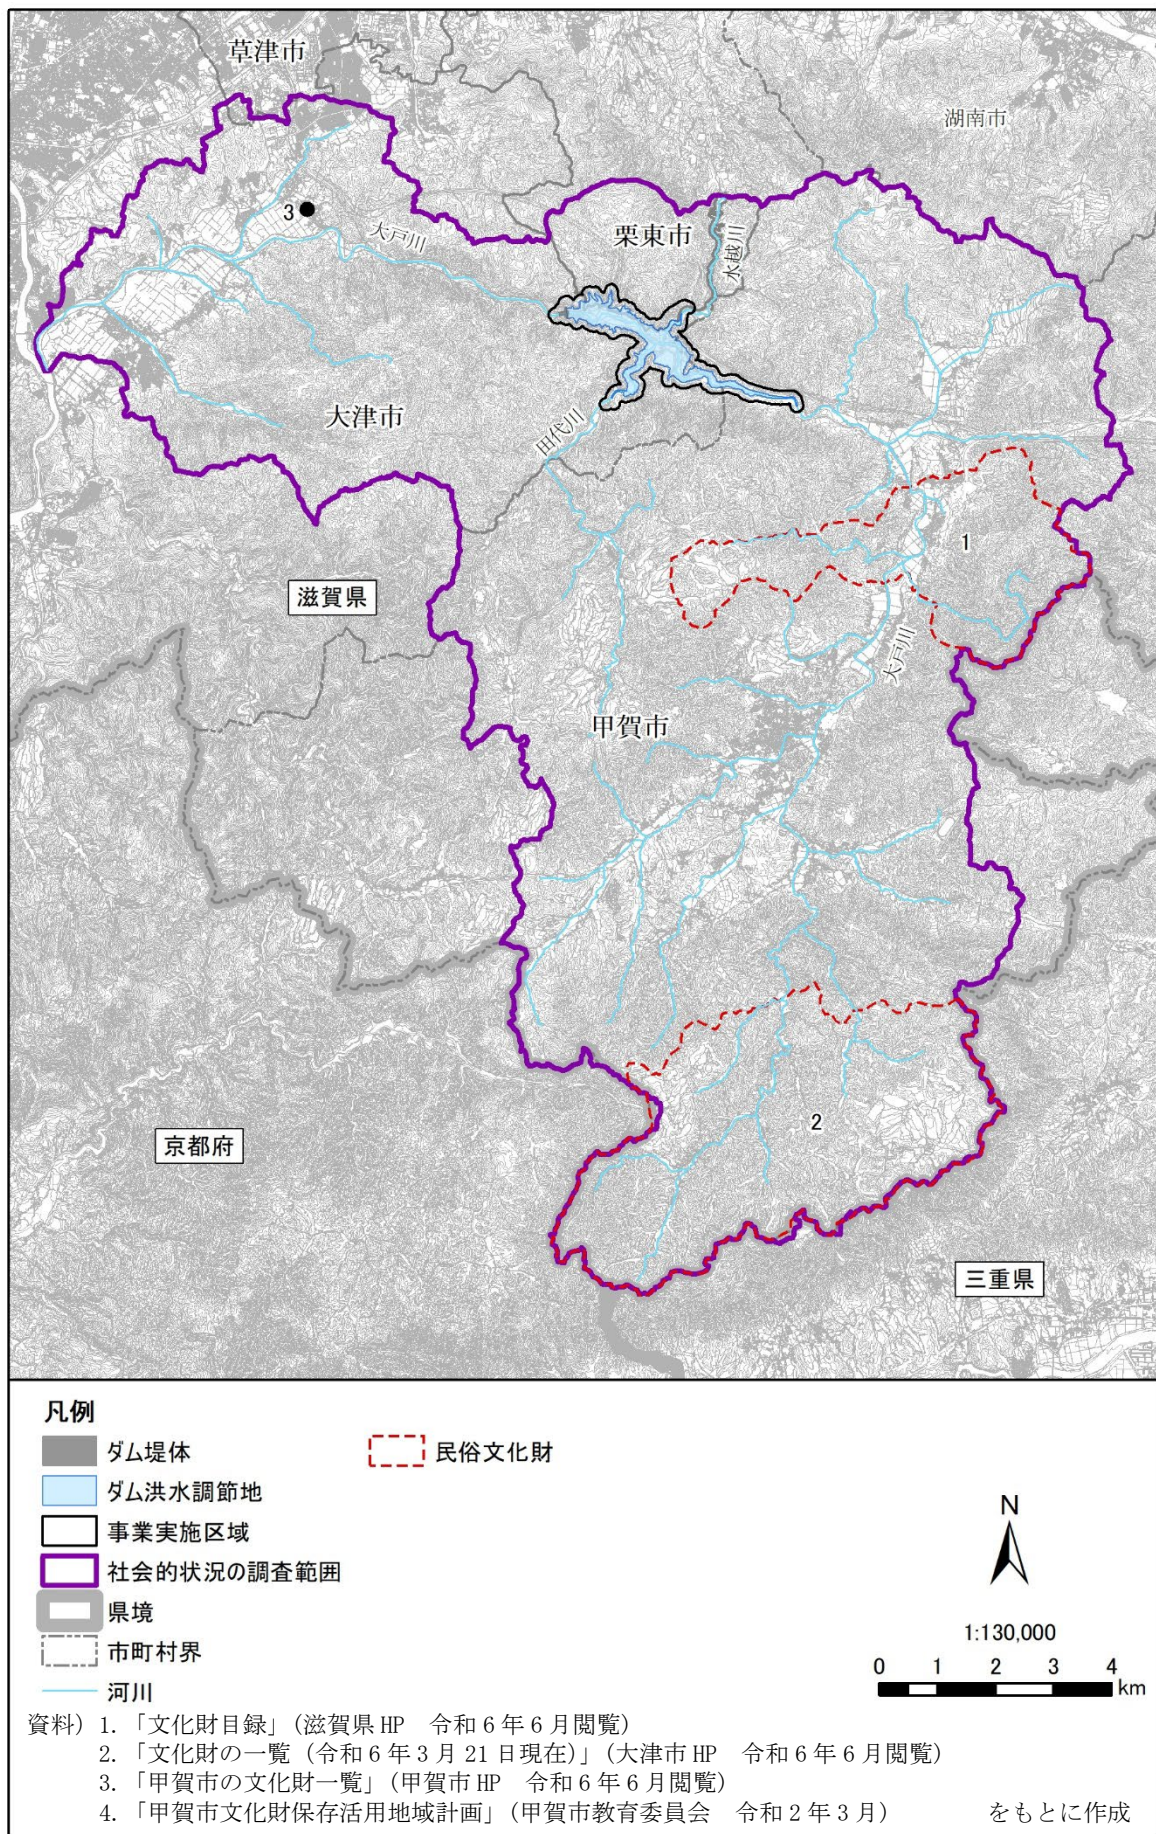 草津市
湖南市
3
大戸川
栗東市
水越川
大津市
田代川
1
滋賀県
大戸川
甲賀市
2
京都府
三重県
凡例
ダム堤体
民俗文化財
ダム洪水調節地
事業実施区域
社会的状況の調査範囲
県境
市町村界
河川
N
1:130,000
0 1 2 3 4
km
資料）1. 「文化財目録」（滋賀県 HP 令和 6 年 6 月閲覧）
2. 「文化財の一覧（令和 6 年 3 月 21 日現在）」（大津市 HP 令和 6 年 6 月閲覧）
3. 「甲賀市の文化財一覧」（甲賀市 HP 令和 6 年 6 月閲覧）
4. 「甲賀市文化財保存活用地域計画」（甲賀市教育委員会 令和 2 年 3 月） をもとに作成